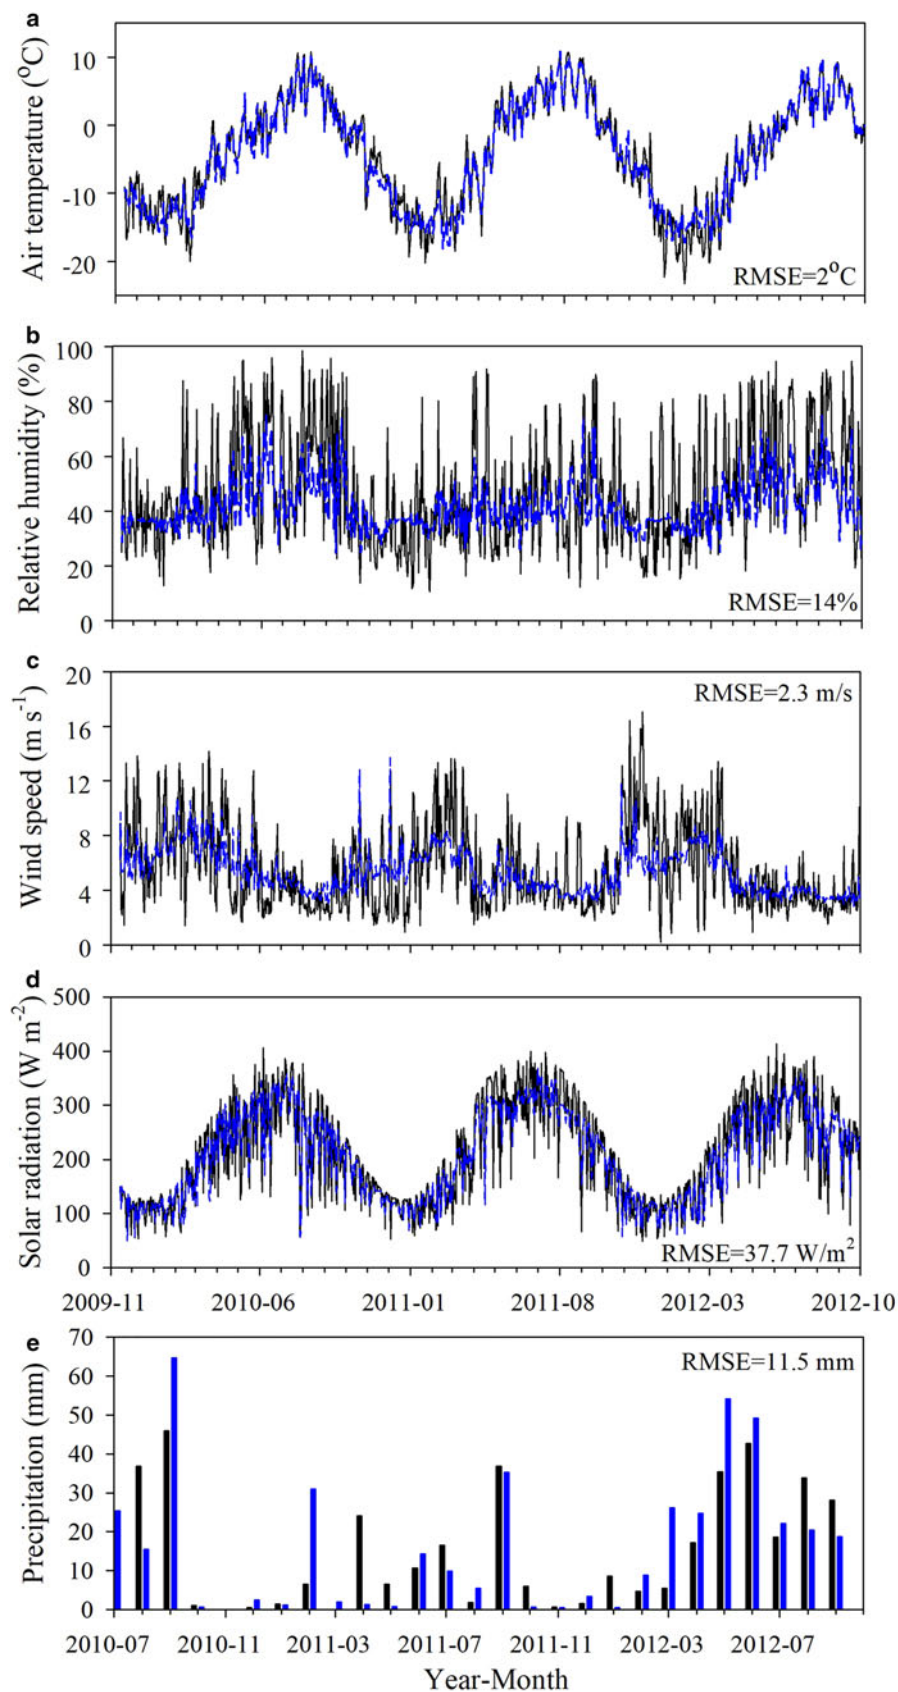 a
Air temperature (°C)
10
0
-10
-20
RMSE=2°C
b
Relative humidity (%)
100
80
60
40
20
0
RMSE=14%
c
Wind speed (m s⁻¹)
20
16
12
8
4
0
RMSE=2.3 m/s
d
Solar radiation (W m⁻²)
500
400
300
200
100
0
RMSE=37.7 W/m²
2009-11 2010-06 2011-01 2011-08 2012-03 2012-10
e
Precipitation (mm)
70
60
50
40
30
20
10
0
RMSE=11.5 mm
2010-07 2010-11 2011-03 2011-07 2011-11 2012-03 2012-07
Year-Month